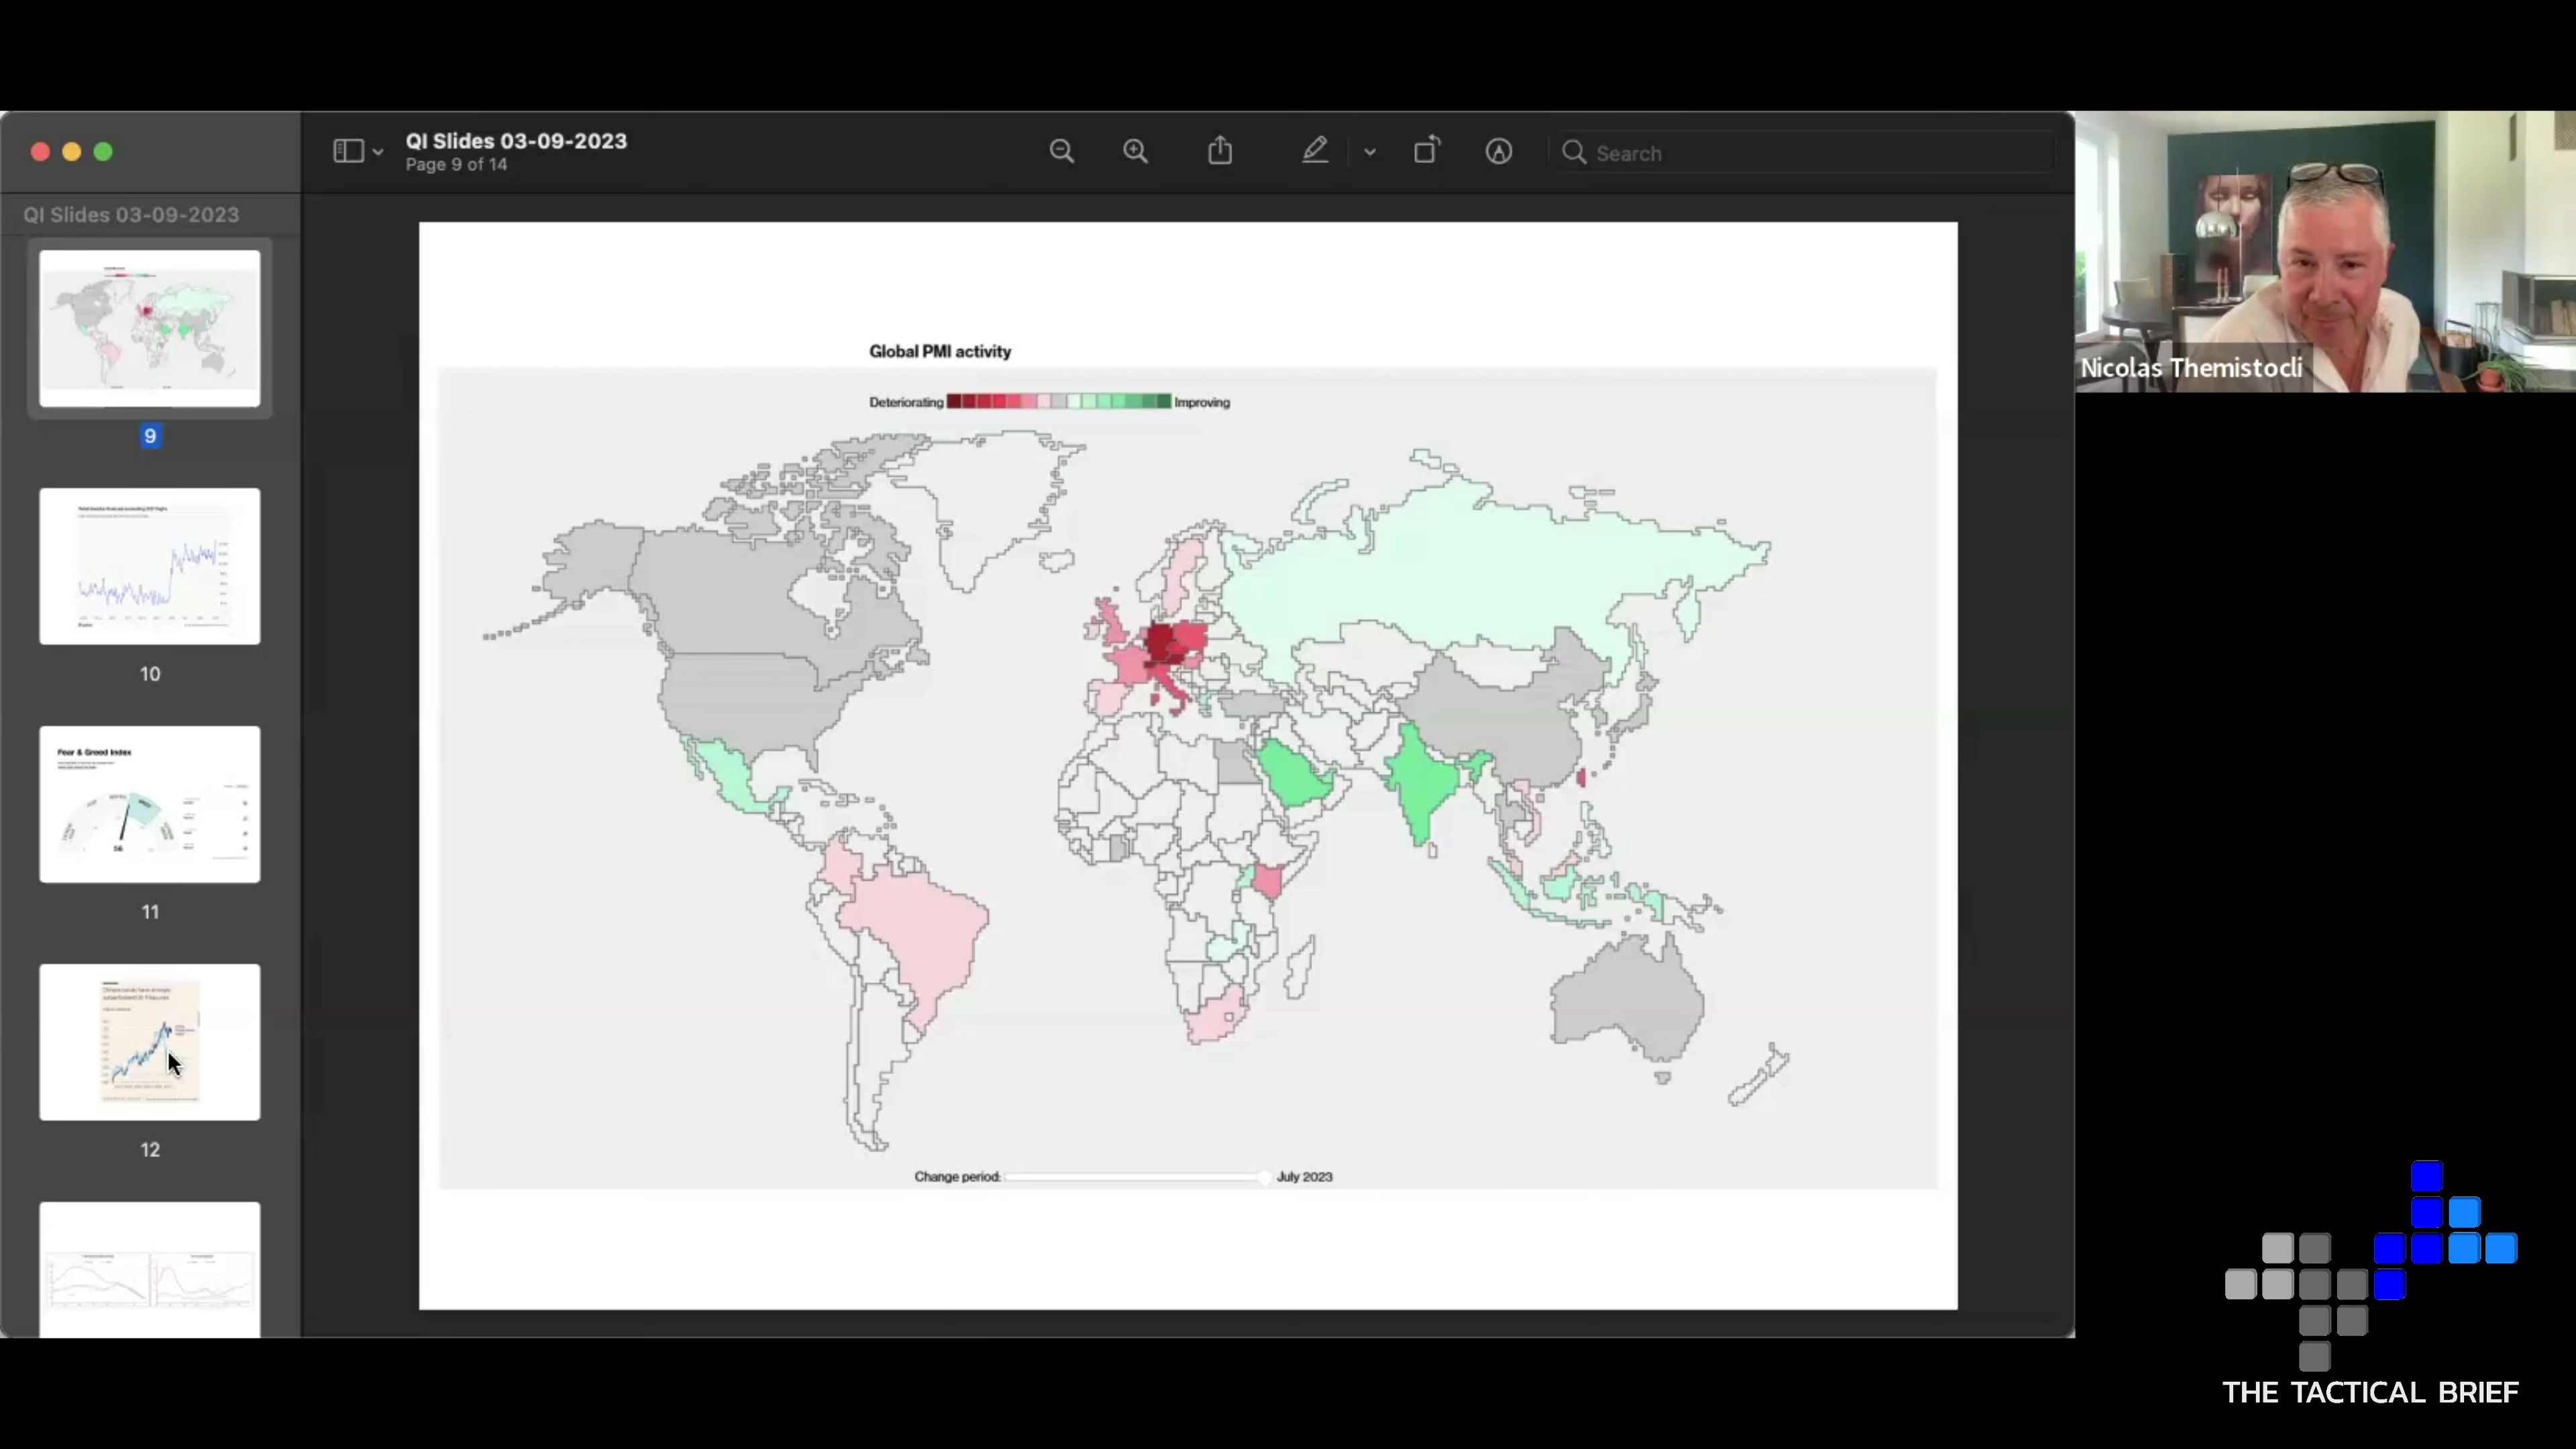 QI Slides 03-09-2023
Page 9 of 14
Search
QI Slides 03-09-2023
9
10
Fear & Greed Index
56
11
12
Global PMI activity
Deteriorating
Improving
Change period:
July 2023
Nicolas Themistocli
THE TACTICAL BRIEF